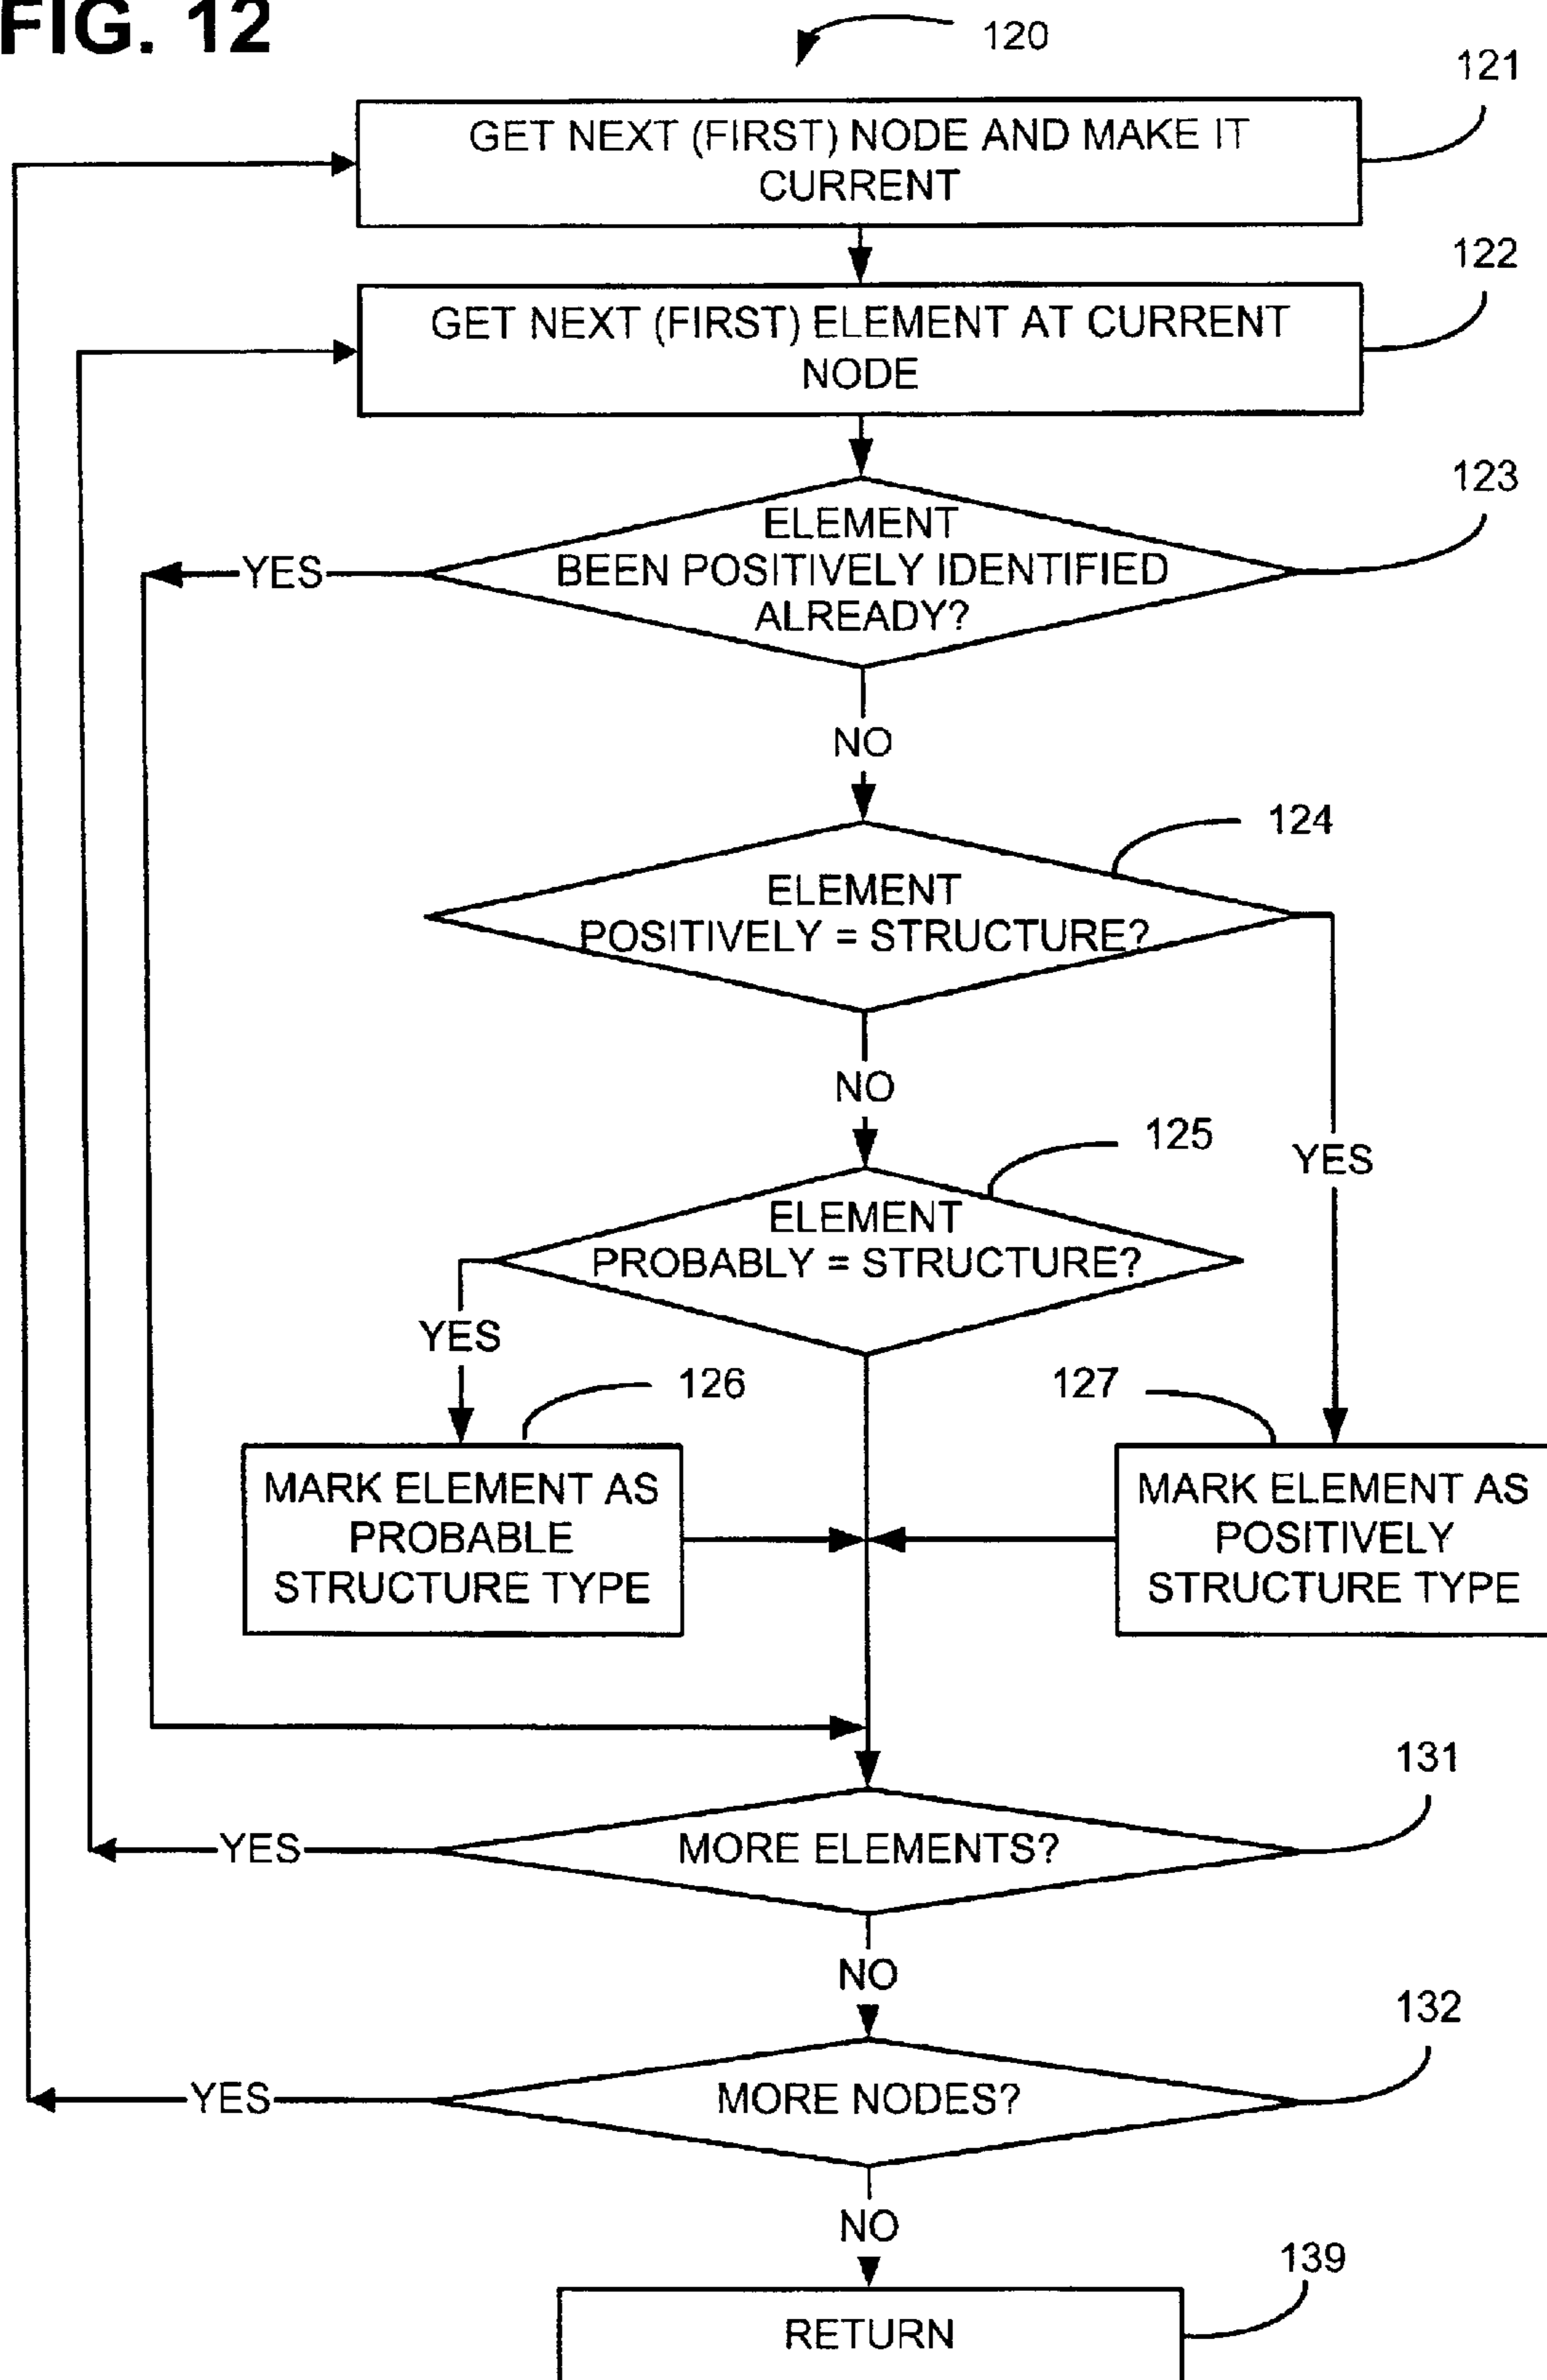 FIG. 12
120
121
GET NEXT (FIRST) NODE AND MAKE IT
CURRENT
122
GET NEXT (FIRST) ELEMENT AT CURRENT
NODE
123
ELEMENT
BEEN POSITIVELY IDENTIFIED
ALREADY?
YES
NO
124
ELEMENT
POSITIVELY = STRUCTURE?
NO
YES
125
ELEMENT
PROBABLY = STRUCTURE?
YES
126
127
MARK ELEMENT AS
PROBABLE
STRUCTURE TYPE
MARK ELEMENT AS
POSITIVELY
STRUCTURE TYPE
131
MORE ELEMENTS?
YES
NO
132
MORE NODES?
YES
NO
139
RETURN